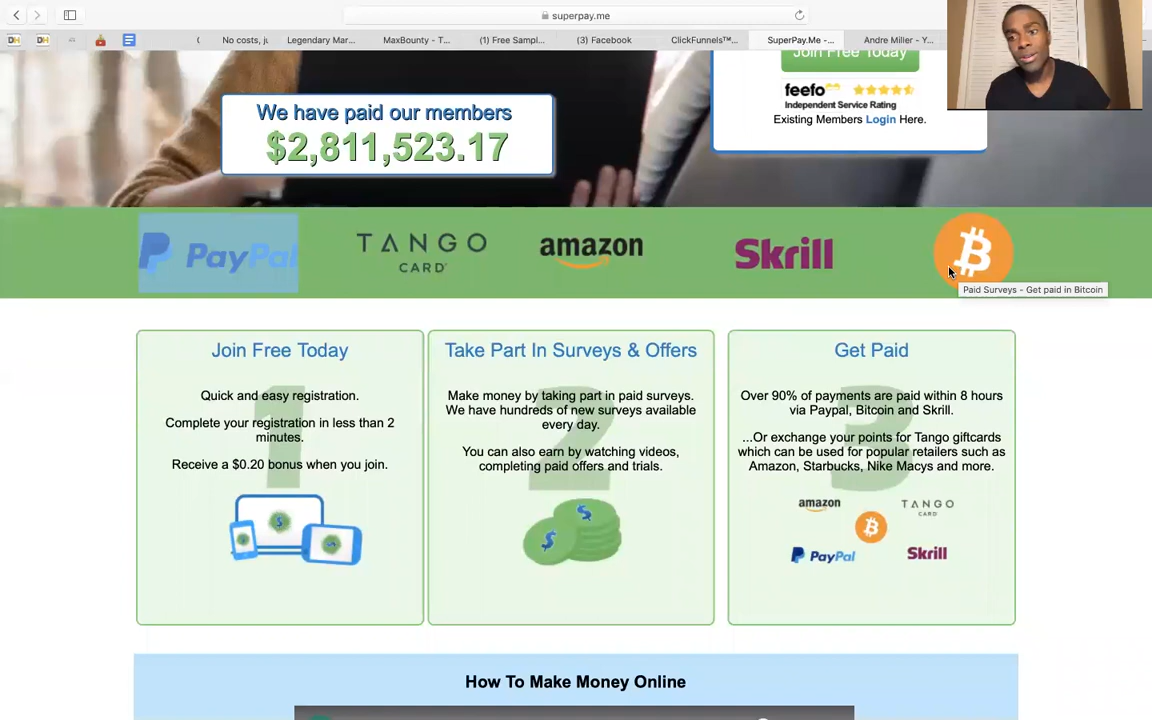 superpay.me
No costs, ju
Legendary Mar...
MaxBounty - T...
(1) Free Sampl...
(3) Facebook
ClickFunnels™...
SuperPay.Me -...
Andre Miller - Y...
Join Free Today
feefo
Independent Service Rating
Existing Members Login Here.
We have paid our members
$2,811,523.17
PayPal
TANGO
CARD
amazon
Skrill
Paid Surveys - Get paid in Bitcoin
Join Free Today
1
Quick and easy registration.
Complete your registration in less than 2
minutes.
Receive a $0.20 bonus when you join.
Take Part In Surveys & Offers
2
Make money by taking part in paid surveys.
We have hundreds of new surveys available
every day.
You can also earn by watching videos,
completing paid offers and trials.
Get Paid
3
Over 90% of payments are paid within 8 hours
via Paypal, Bitcoin and Skrill.
...Or exchange your points for Tango giftcards
which can be used for popular retailers such as
Amazon, Starbucks, Nike Macys and more.
amazon
TANGO
CARD
PayPal
Skrill
How To Make Money Online